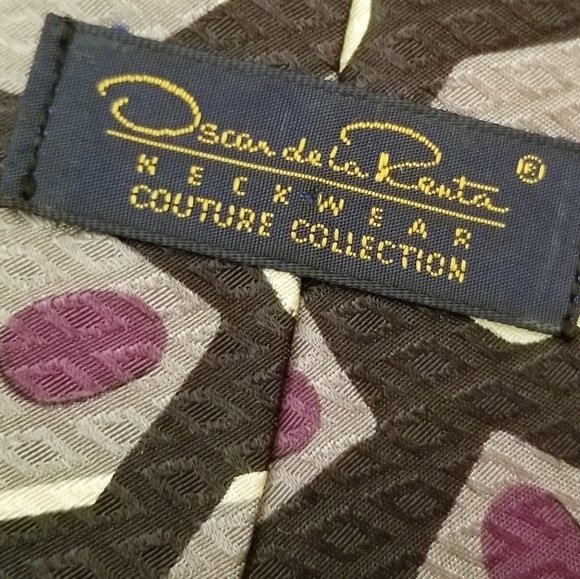 Oscar de la Renta ®
NECKWEAR
COUTURE COLLECTION